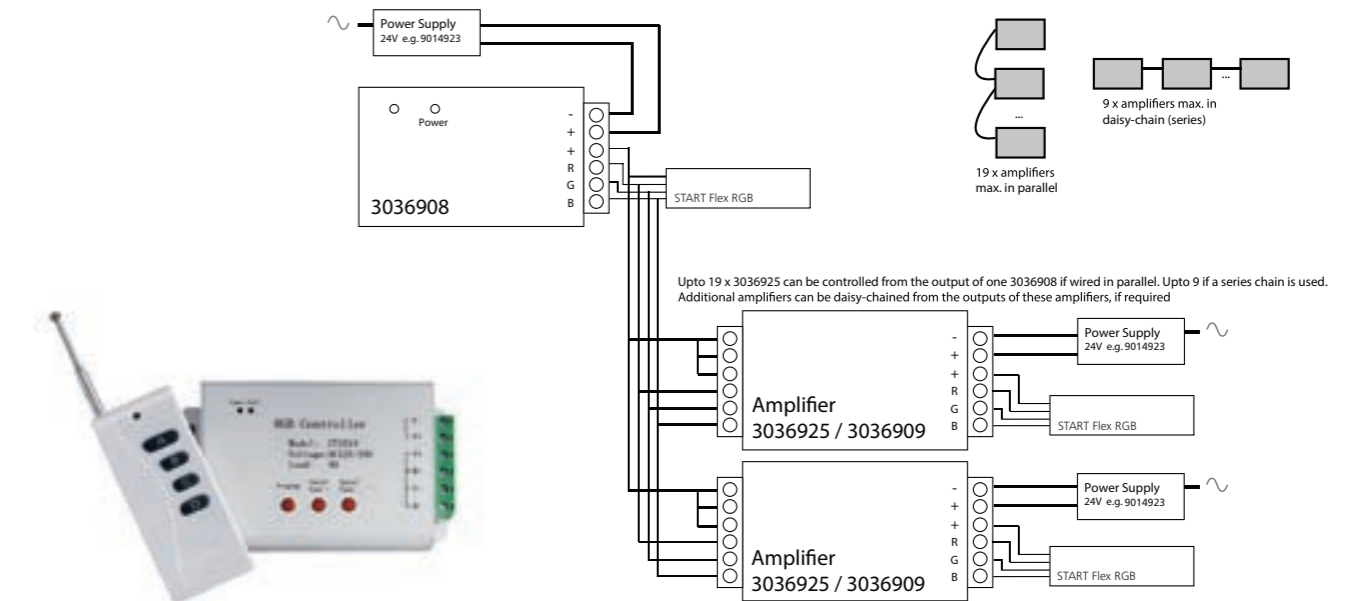 Power Supply
24V e.g. 9014923
Power
-
+
+
R
G
B
3036908
START Flex RGB
...
19 x amplifiers
max. in parallel
...
9 x amplifiers max. in
daisy-chain (series)
Upto 19 x 3036925 can be controlled from the output of one 3036908 if wired in parallel. Upto 9 if a series chain is used.
Additional amplifiers can be daisy-chained from the outputs of these amplifiers, if required
Amplifier
3036925 / 3036909
-
+
+
R
G
B
Power Supply
24V e.g. 9014923
START Flex RGB
Amplifier
3036925 / 3036909
-
+
+
R
G
B
Power Supply
24V e.g. 9014923
START Flex RGB
RGB Controller